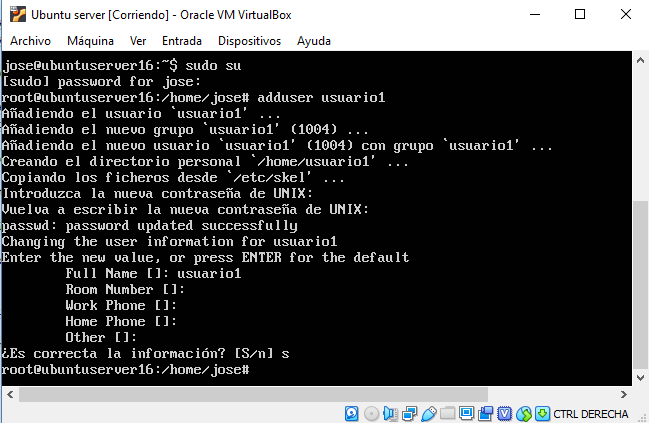 Ubuntu server [Corriendo] - Oracle VM VirtualBox
Archivo Máquina Ver Entrada Dispositivos Ayuda
jose@ubuntuserver16:~$ sudo su
[sudo] password for jose:
root@ubuntuserver16:/home/jose# adduser usuario1
Añadiendo el usuario `usuario1' ...
Añadiendo el nuevo grupo `usuario1' (1004) ...
Añadiendo el nuevo usuario `usuario1' (1004) con grupo `usuario1' ...
Creando el directorio personal `/home/usuario1' ...
Copiando los ficheros desde `/etc/skel' ...
Introduzca la nueva contraseña de UNIX:
Vuelva a escribir la nueva contraseña de UNIX:
passwd: password updated successfully
Changing the user information for usuario1
Enter the new value, or press ENTER for the default
Full Name []: usuario1
Room Number []:
Work Phone []:
Home Phone []:
Other []:
¿Es correcta la información? [S/n] s
root@ubuntuserver16:/home/jose#
CTRL DERECHA